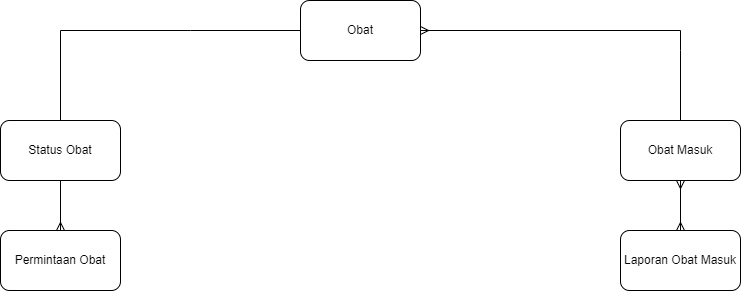 Obat
Status Obat
Obat Masuk
Permintaan Obat
Laporan Obat Masuk